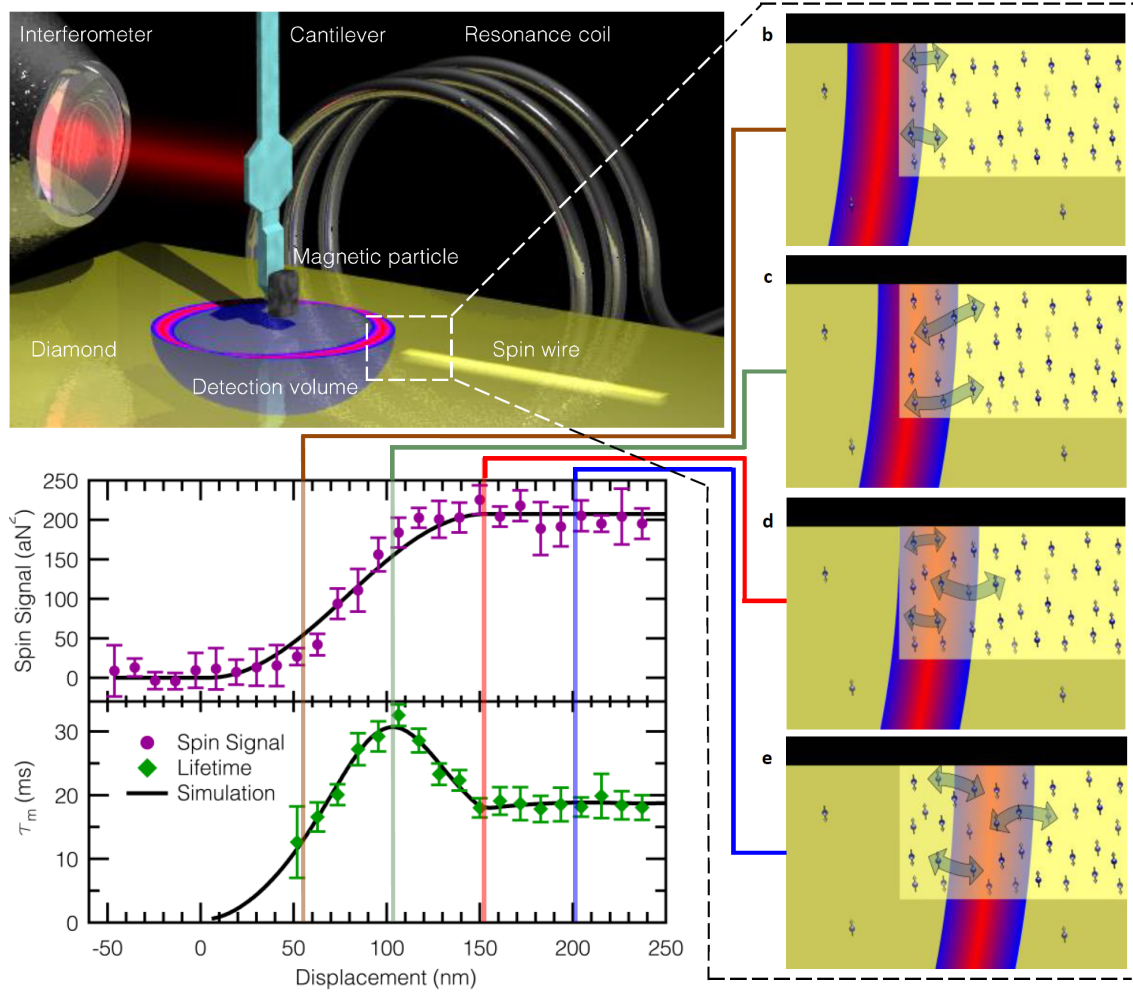 Interferometer
Cantilever
Resonance coil
Magnetic particle
Diamond
Detection volume
Spin wire
b
c
d
e
Spin Signal (aN²)
250
200
150
100
50
0
τm (ms)
30
20
10
0
Spin Signal
Lifetime
Simulation
-50 0 50 100 150 200 250
Displacement (nm)